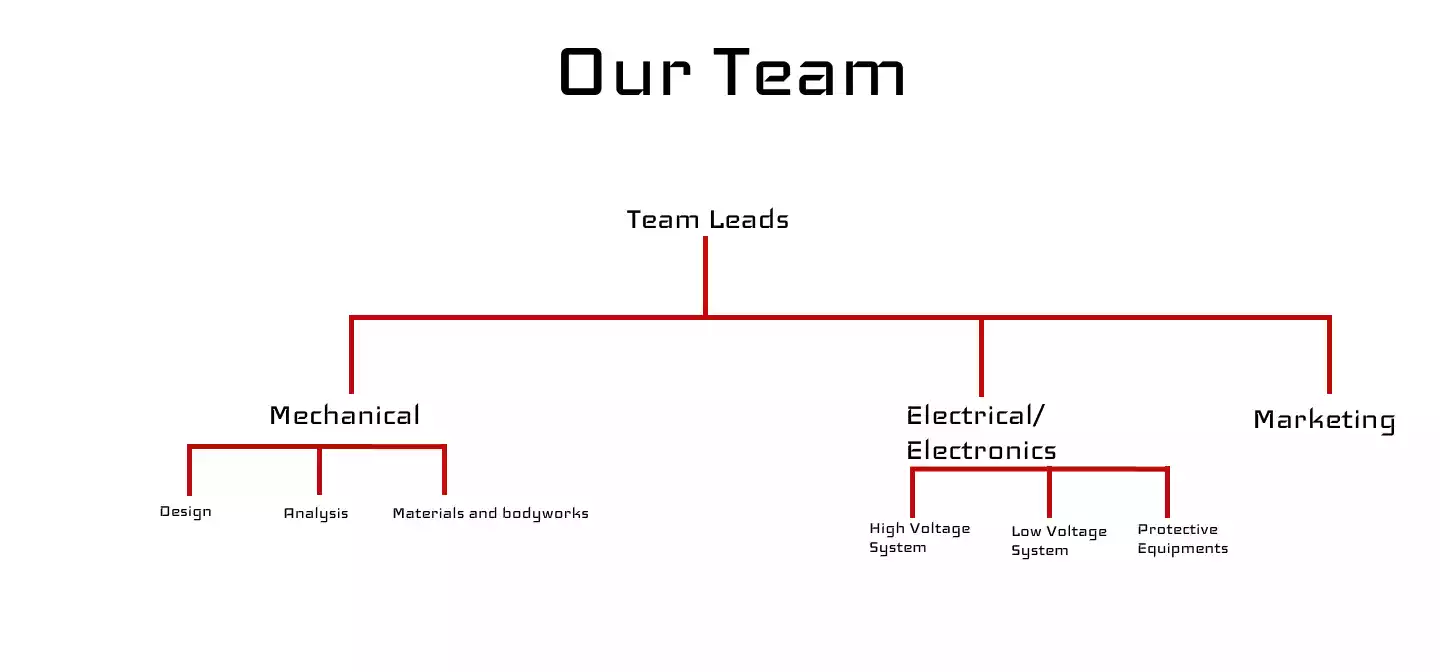 Our Team
Team Leads
Mechanical
Electrical/
Electronics
Marketing
Design
Analysis
Materials and bodyworks
High Voltage
System
Low Voltage
System
Protective
Equipments